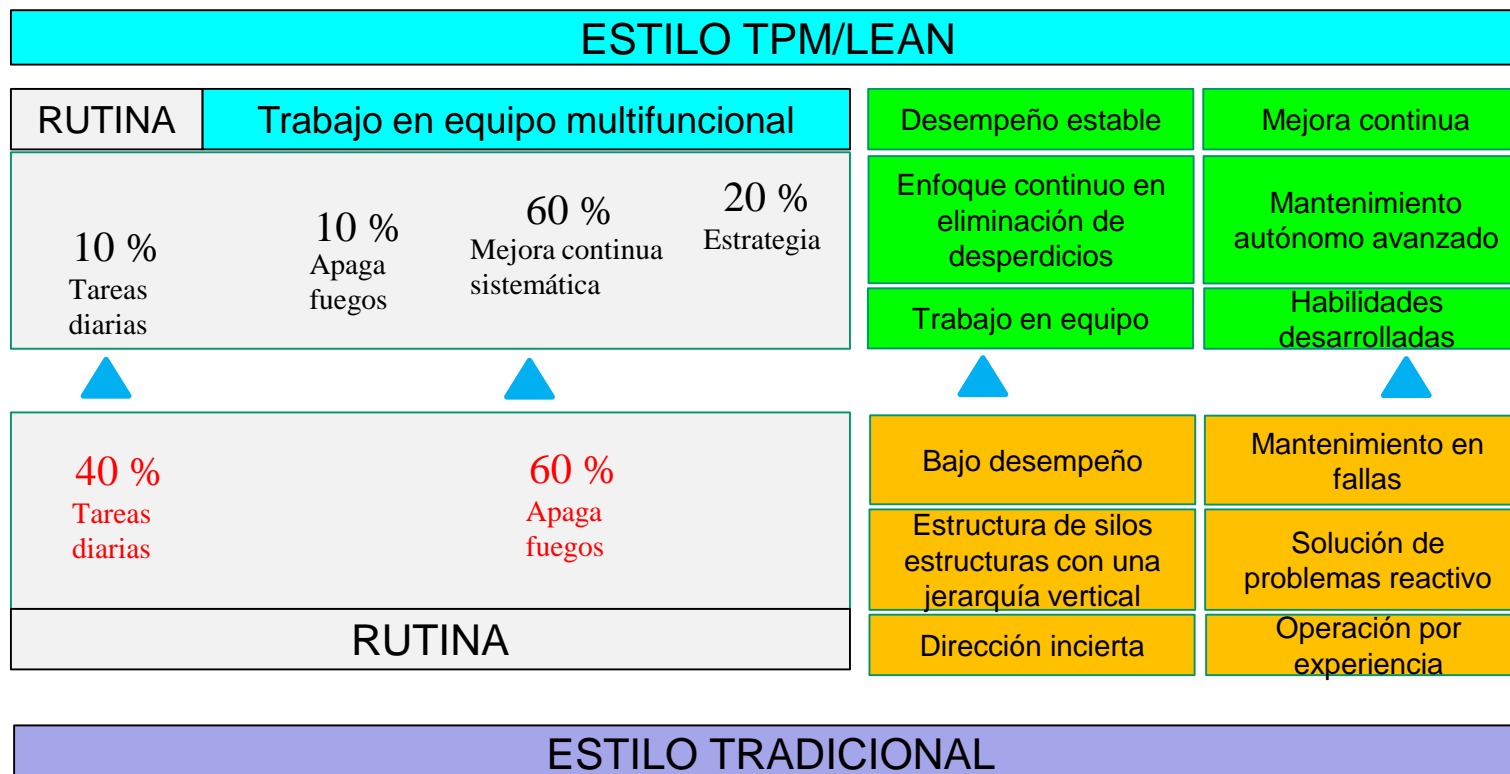 ESTILO TPM/LEAN
RUTINA
Trabajo en equipo multifuncional
10 %
Tareas
diarias
10 %
Apaga
fuegos
60 %
Mejora continua
sistemática
20 %
Estrategia
Desempeño estable
Mejora continua
Enfoque continuo en
eliminación de
desperdicios
Mantenimiento
autónomo avanzado
Trabajo en equipo
Habilidades
desarrolladas
40 %
Tareas
diarias
60 %
Apaga
fuegos
RUTINA
Bajo desempeño
Mantenimiento en
fallas
Estructura de silos
estructuras con una
jerarquía vertical
Solución de
problemas reactivo
Dirección incierta
Operación por
experiencia
ESTILO TRADICIONAL